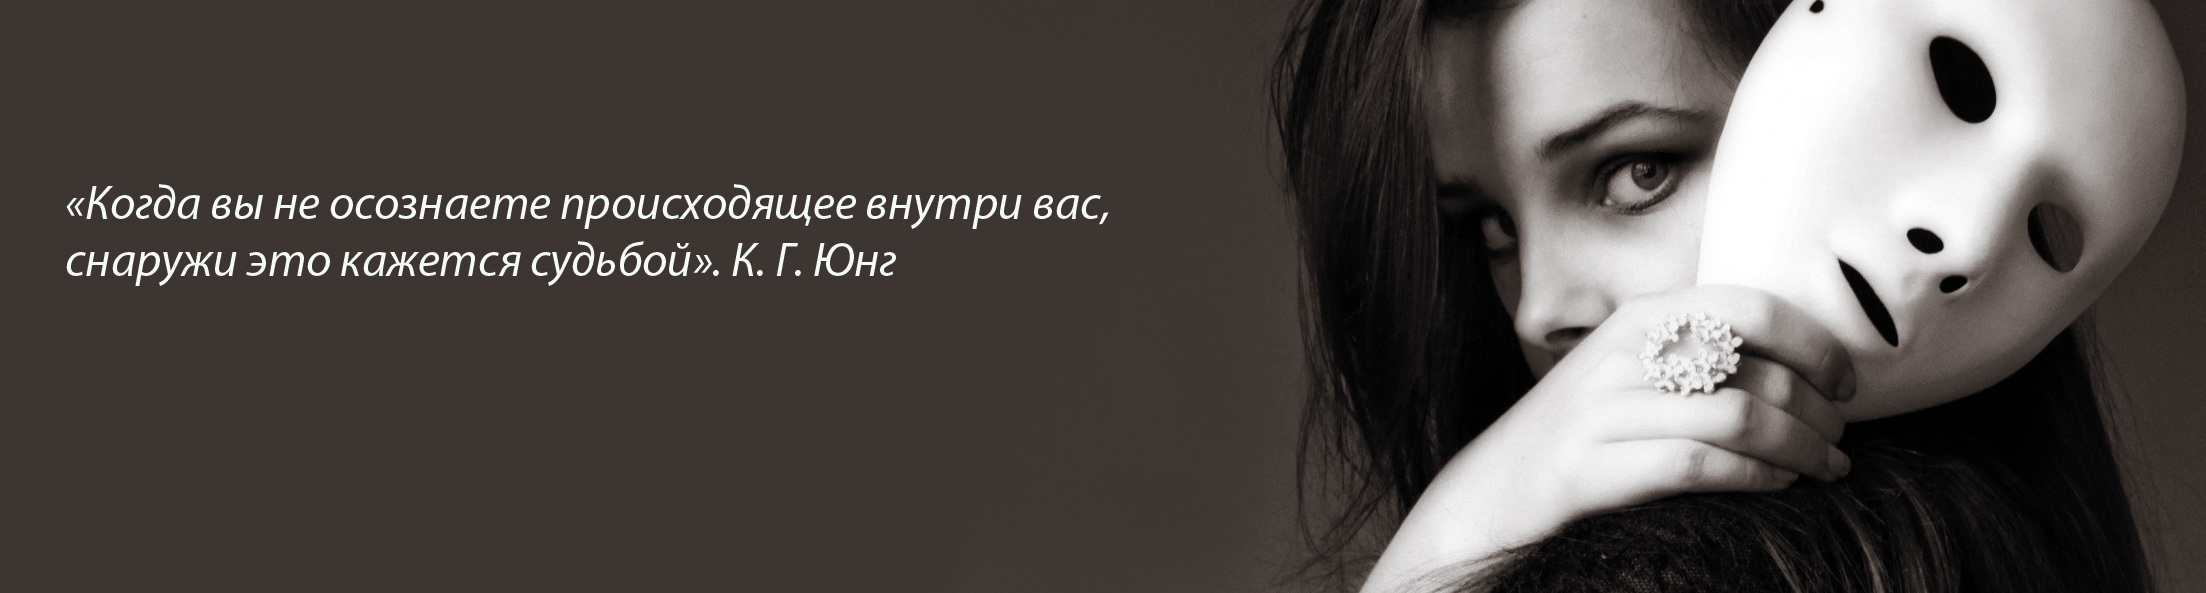 «Когда вы не осознаете происходящее внутри вас,
снаружи это кажется судьбой». К. Г. Юнг